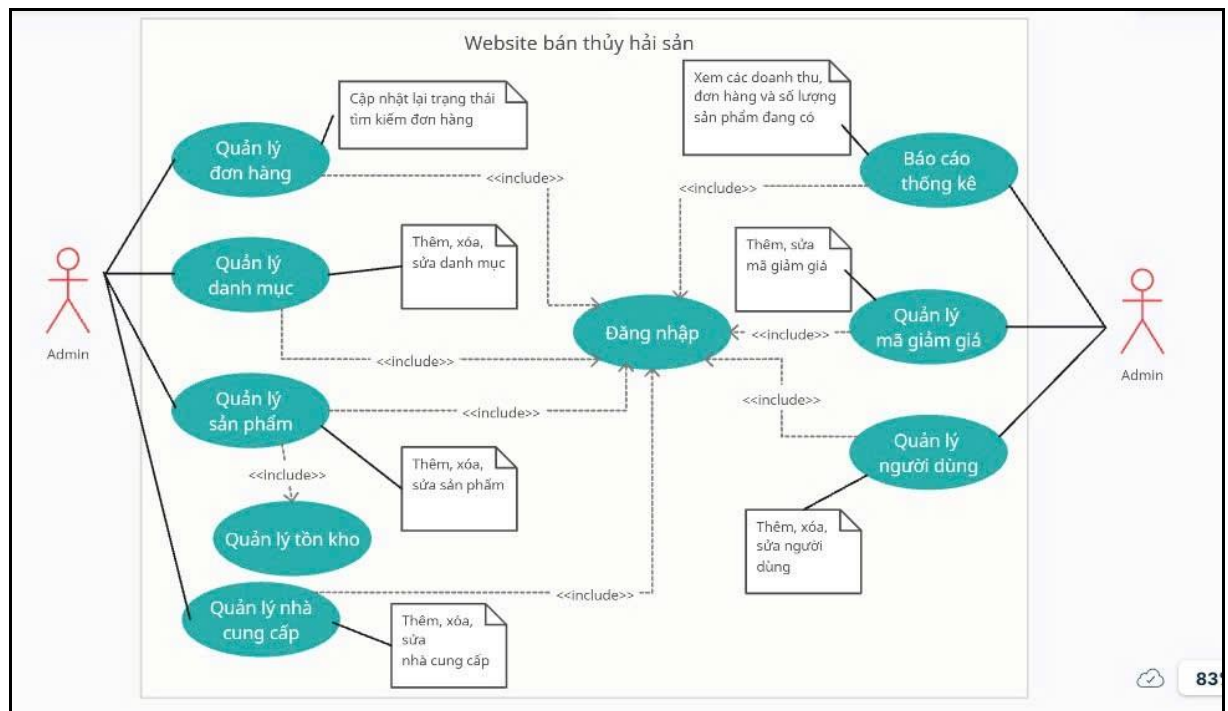 Website bán thủy hải sản
Cập nhật lại trạng thái
tìm kiếm đơn hàng
Xem các doanh thu,
đơn hàng và số lượng
sản phẩm đang có
Quản lý
đơn hàng
<<include>>
Báo cáo
thống kê
<<include>>
Thêm, xóa,
sửa danh mục
Thêm, sửa
mã giảm giá
Quản lý
danh mục
Admin
Đăng nhập
<<include>>
Quản lý
mã giảm giá
Admin
<<include>>
Quản lý
sản phẩm
<<include>>
<<include>>
Quản lý
người dùng
<<include>>
Thêm, xóa,
sửa sản phẩm
Quản lý tồn kho
Thêm, xóa,
sửa người
dùng
Quản lý nhà
cung cấp
<<include>>
Thêm, xóa,
sửa
nhà cung cấp
83%